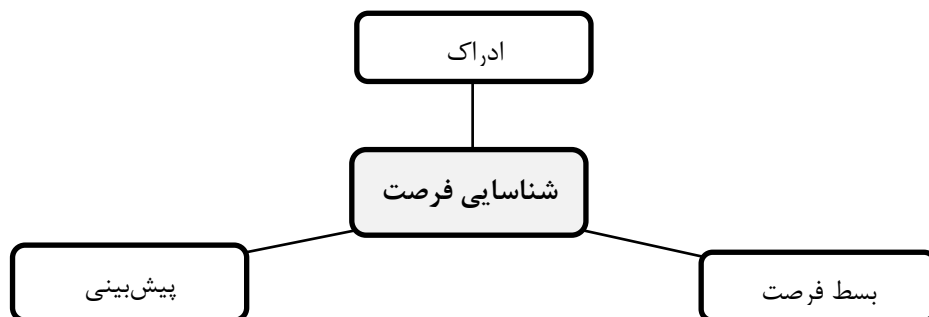 ادراک
شناسایی فرصت
بسط فرصت
پیش‌بینی